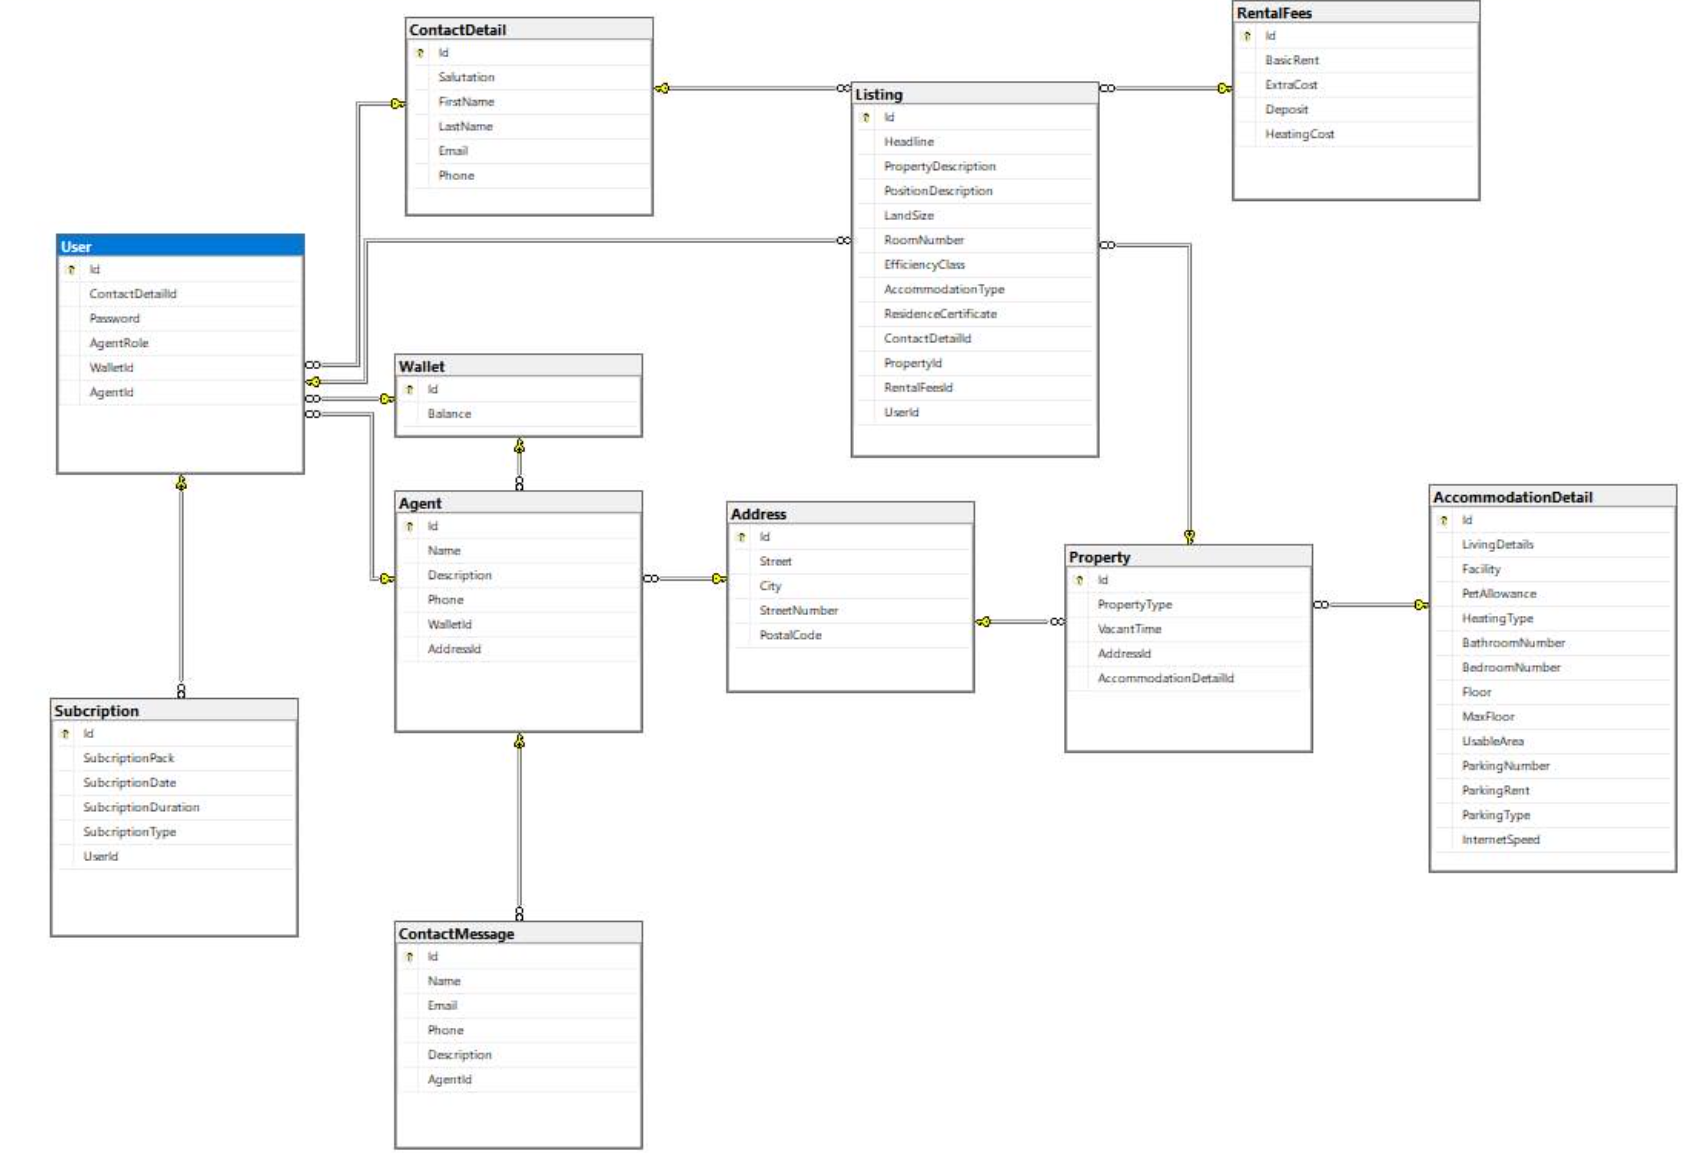 ContactDetail
Id
Salutation
FirstName
LastName
Email
Phone
RentalFees
Id
BasicRent
ExtraCost
Deposit
HeatingCost
Listing
Id
Headline
PropertyDescription
PositionDescription
LandSize
RoomNumber
EfficiencyClass
AccommodationType
ResidenceCertificate
ContactDetailId
PropertyId
RentalFeesId
UserId
User
Id
ContactDetailId
Password
AgentRole
WalletId
AgentId
Wallet
Id
Balance
Agent
Id
Name
Description
Phone
WalletId
AddressId
Address
Id
Street
City
StreetNumber
PostalCode
Property
Id
PropertyType
VacantTime
AddressId
AccommodationDetailId
AccommodationDetail
Id
LivingDetails
Facility
PetAllowance
HeatingType
BathroomNumber
BedroomNumber
Floor
MaxFloor
UsableArea
ParkingNumber
ParkingRent
ParkingType
InternetSpeed
Subcription
Id
SubcriptionPack
SubcriptionDate
SubcriptionDuration
SubcriptionType
UserId
ContactMessage
Id
Name
Email
Phone
Description
AgentId